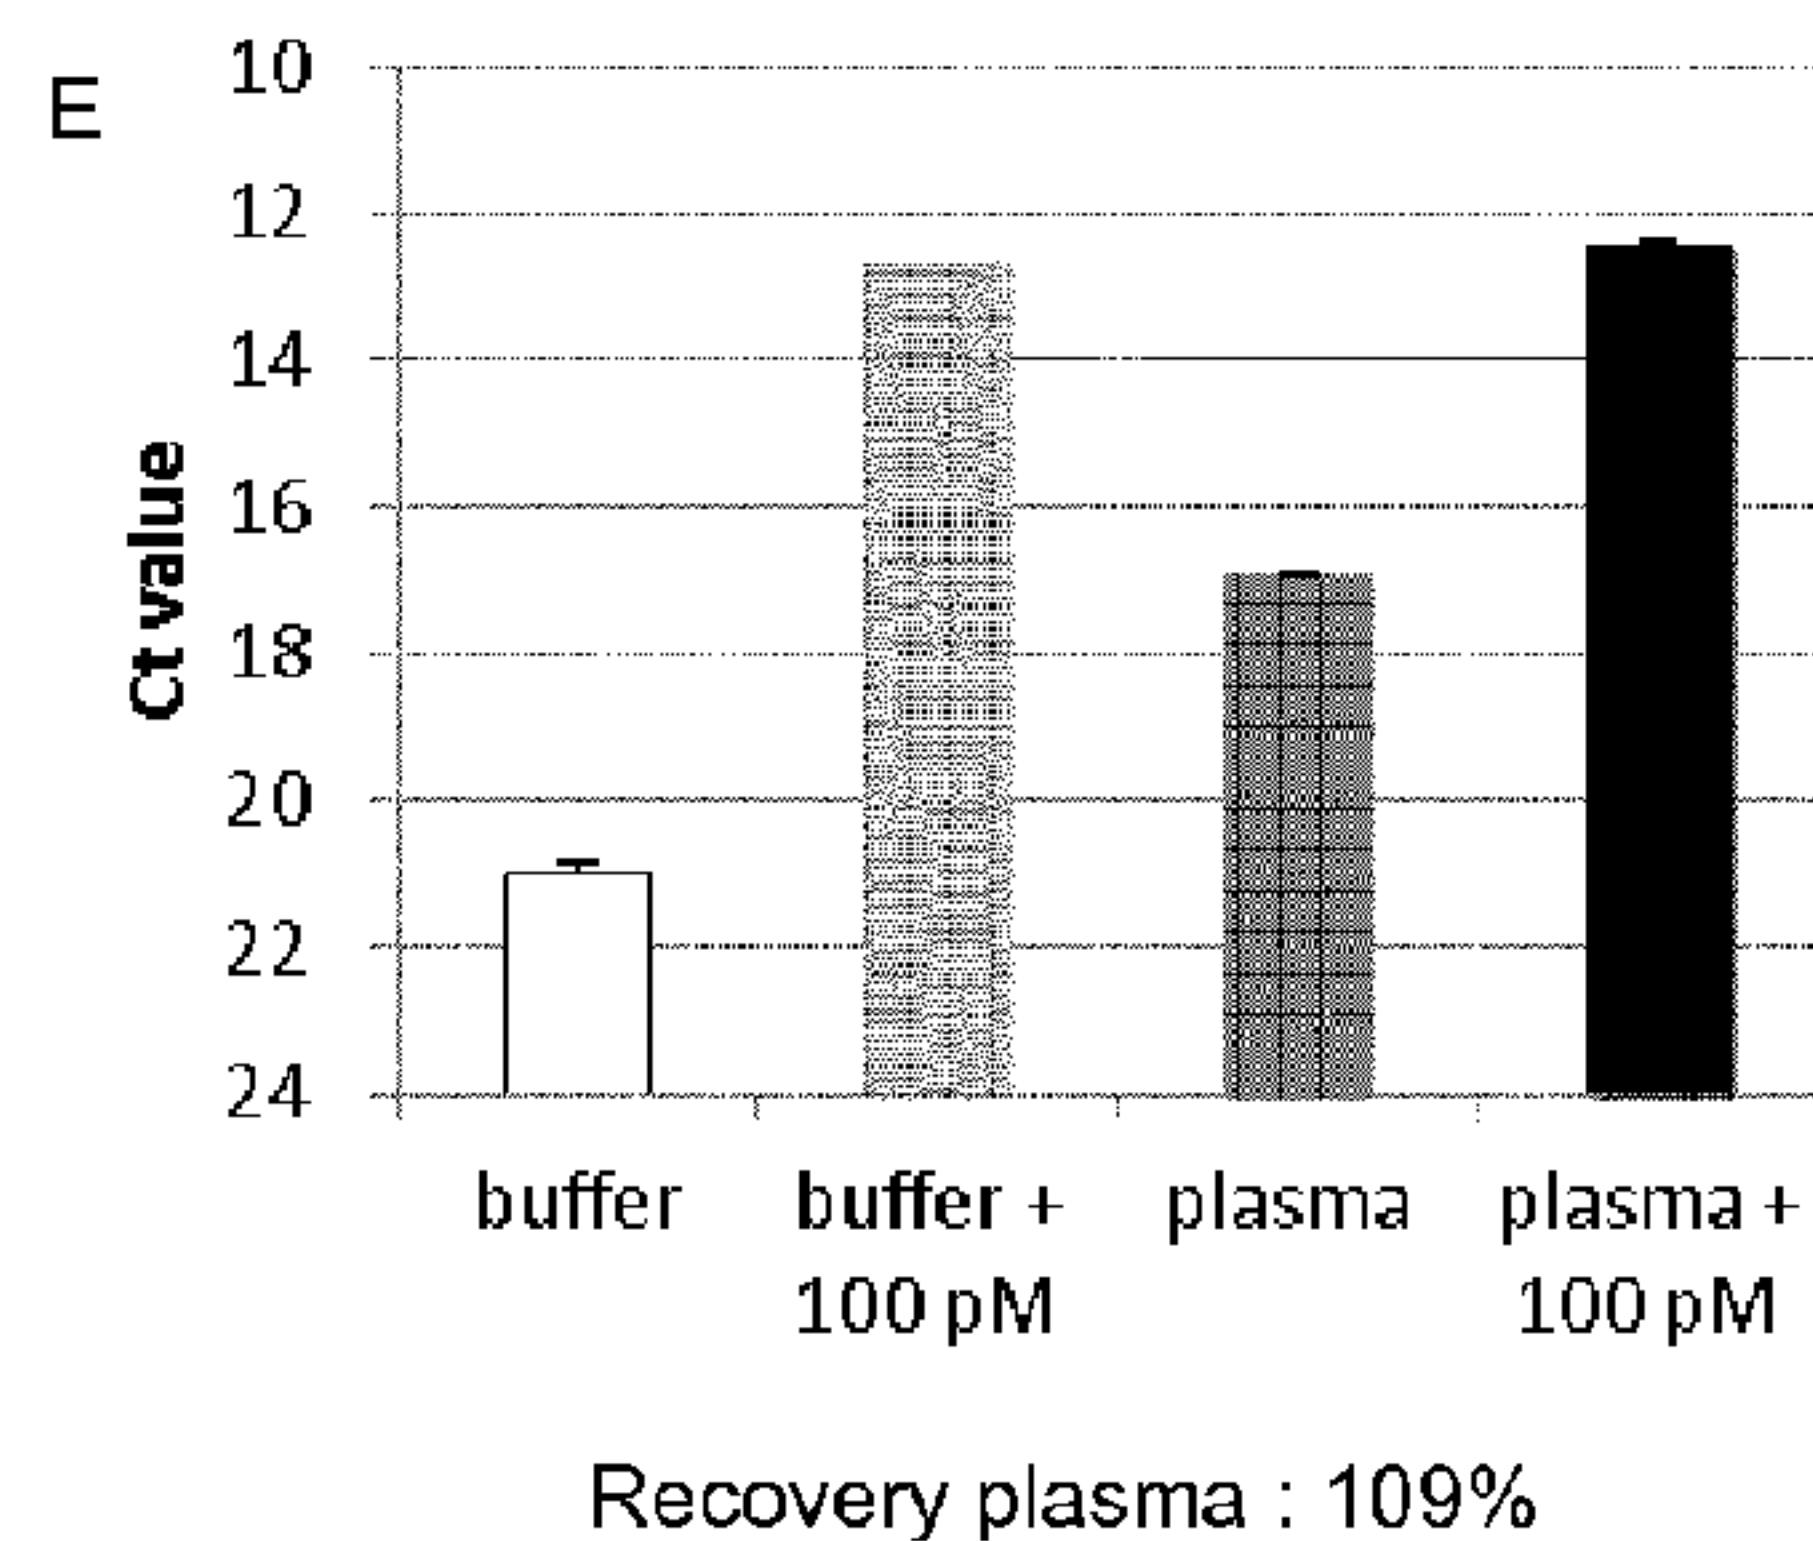 E
10
12
14
16
18
20
22
24
Ct value
buffer
buffer +
100 pM
plasma
plasma +
100 pM
Recovery plasma : 109%